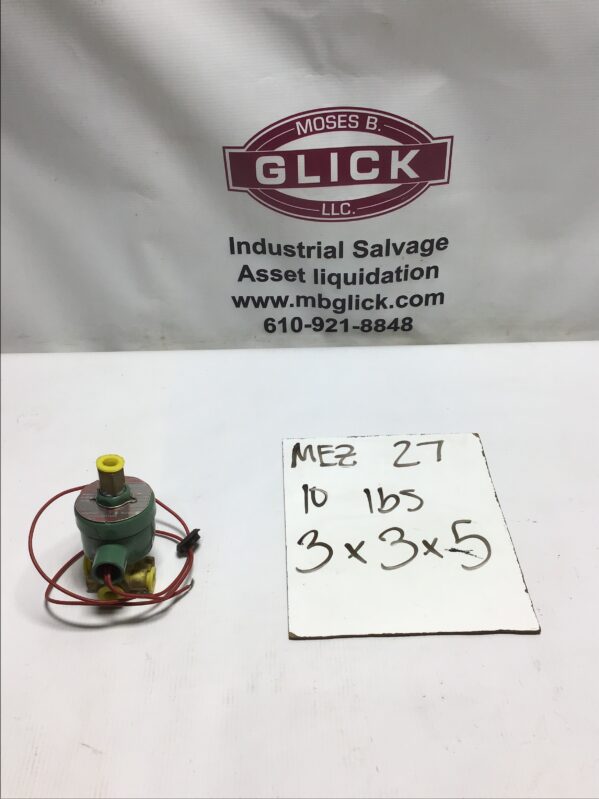 MOSES B.
GLICK
LLC.
Industrial Salvage
Asset liquidation
www.mbglick.com
610-921-8848
MEZ 27
10 lbs
3x3x5